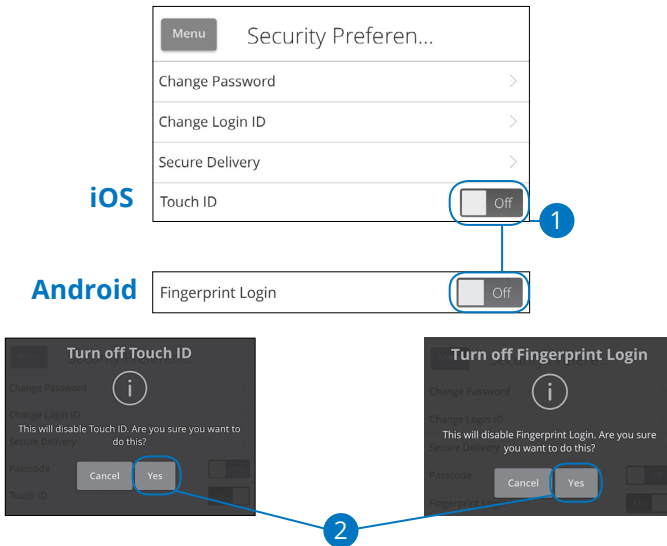 Menu
Security Preferen...
Change Password
Change Login ID
Secure Delivery
iOS
Touch ID
Off
1
Android
Fingerprint Login
Off
Turn off Touch ID
i
Change Password
Change Login ID
This will disable Touch ID. Are you sure you want to
Secure Delivery
do this?
Passcode
Cancel
Yes
Touch ID
Turn off Fingerprint Login
i
Change Password
Change Login ID
This will disable Fingerprint Login. Are you sure
Secure Delivery
you want to do this?
Passcode
Cancel
Yes
2